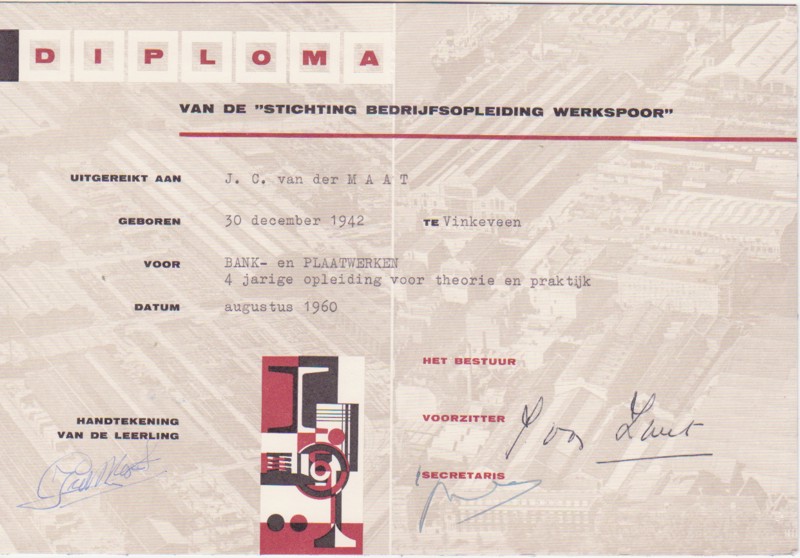 DIPLOMA
VAN DE "STICHTING BEDRIJFSOPLEIDING WERKSPOOR"
UITGEREIKT AAN J. C. van der M A A T
GEBOREN 30 december 1942 TE Vinkeveen
VOOR BANK- en PLAATWERKEN
4 jarige opleiding voor theorie en praktijk
DATUM augustus 1960
HET BESTUUR
HANDTEKENING
VAN DE LEERLING
VOORZITTER
SECRETARIS